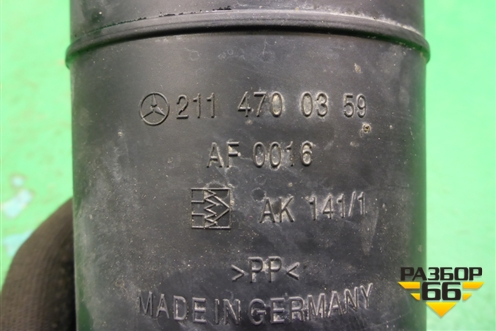 211 470 03 59
AF 0016
AK 141/1
>PP<
MADE IN GERMANY
РАЗБОР
66